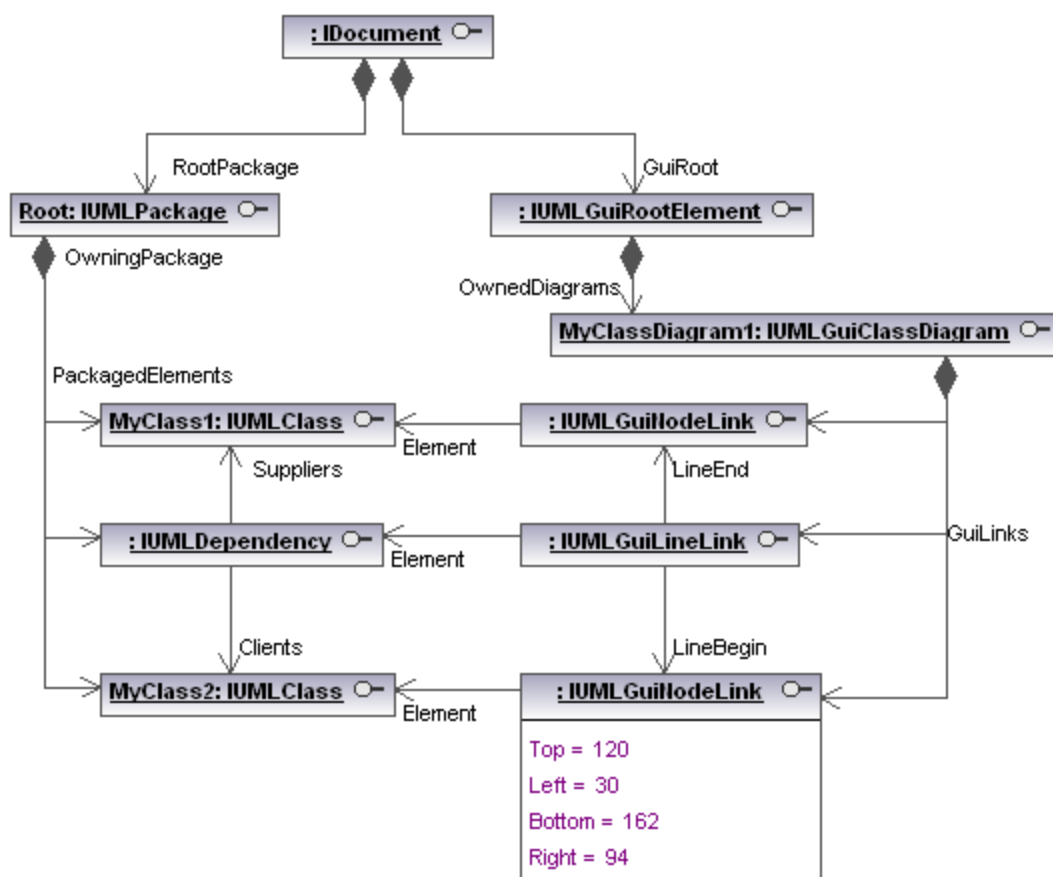 : IDocument
RootPackage
GuiRoot
Root: IUMLPackage
: IUMLGuiRootElement
OwningPackage
OwnedDiagrams
MyClassDiagram1: IUMLGuiClassDiagram
PackagedElements
MyClass1: IUMLClass
: IUMLGuiNodeLink
Element
Suppliers
LineEnd
: IUMLDependency
: IUMLGuiLineLink
GuiLinks
Element
Clients
LineBegin
MyClass2: IUMLClass
: IUMLGuiNodeLink
Element
Top = 120
Left = 30
Bottom = 162
Right = 94